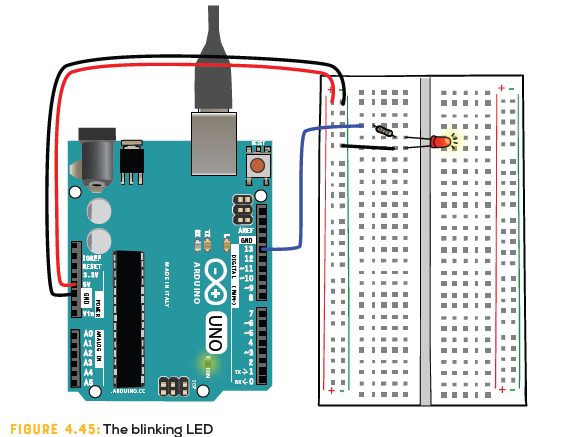 + -
+ -
RESET
AREF
GND
13
12
~11
~10
~9
8
7
~6
~5
4
~3
2
TX→1
RX←0
RX TX L
DIGITAL (PWM~)
IOREF
RESET
3.3V
5V
GND
Vin
POWER
A0
A1
A2
A3
A4
A5
ANALOG IN
MADE IN ITALY
ARDUINO
UNO
ON
ICSP
.ARDUINO.CC
+ -
+ -
FIGURE 4.45: The blinking LED